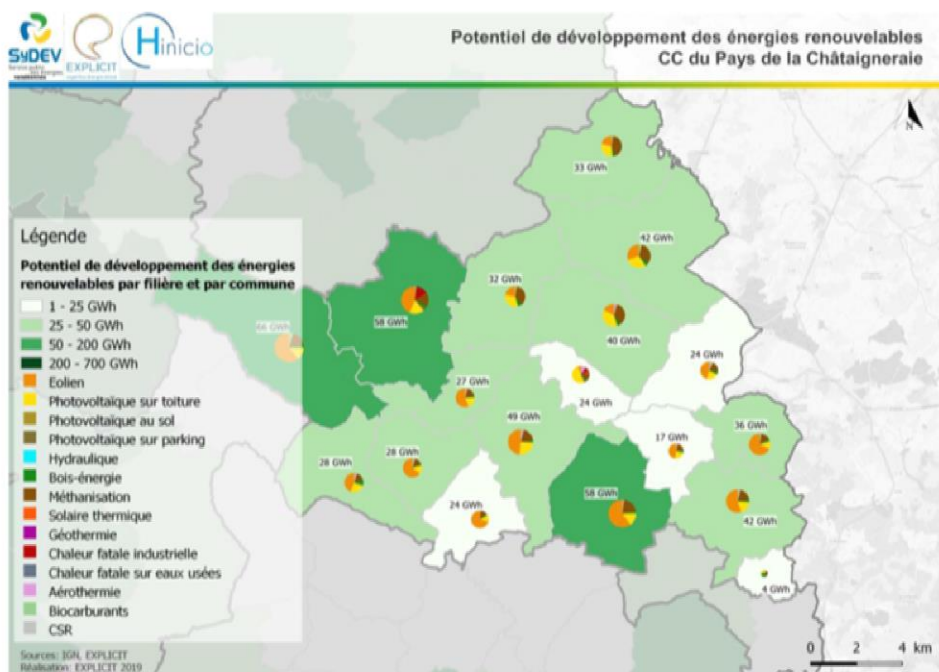 SyDEV
EXPLICIT
Hinicio
Potentiel de développement des énergies renouvelables
CC du Pays de la Châtaigneraie
N
33 GWh
42 GWh
32 GWh
58 GWh
40 GWh
66 GWh
24 GWh
27 GWh
24 GWh
49 GWh
36 GWh
17 GWh
28 GWh
28 GWh
58 GWh
24 GWh
42 GWh
4 GWh
Légende
Potentiel de développement des énergies
renouvelables par filière et par commune
1 - 25 GWh
25 - 50 GWh
50 - 200 GWh
200 - 700 GWh
Eolien
Photovoltaïque sur toiture
Photovoltaïque au sol
Photovoltaïque sur parking
Hydraulique
Bois-énergie
Méthanisation
Solaire thermique
Géothermie
Chaleur fatale industrielle
Chaleur fatale sur eaux usées
Aérothermie
Biocarburants
CSR
Sources: IGN, EXPLICIT
Réalisation: EXPLICIT 2019
0 2 4 km